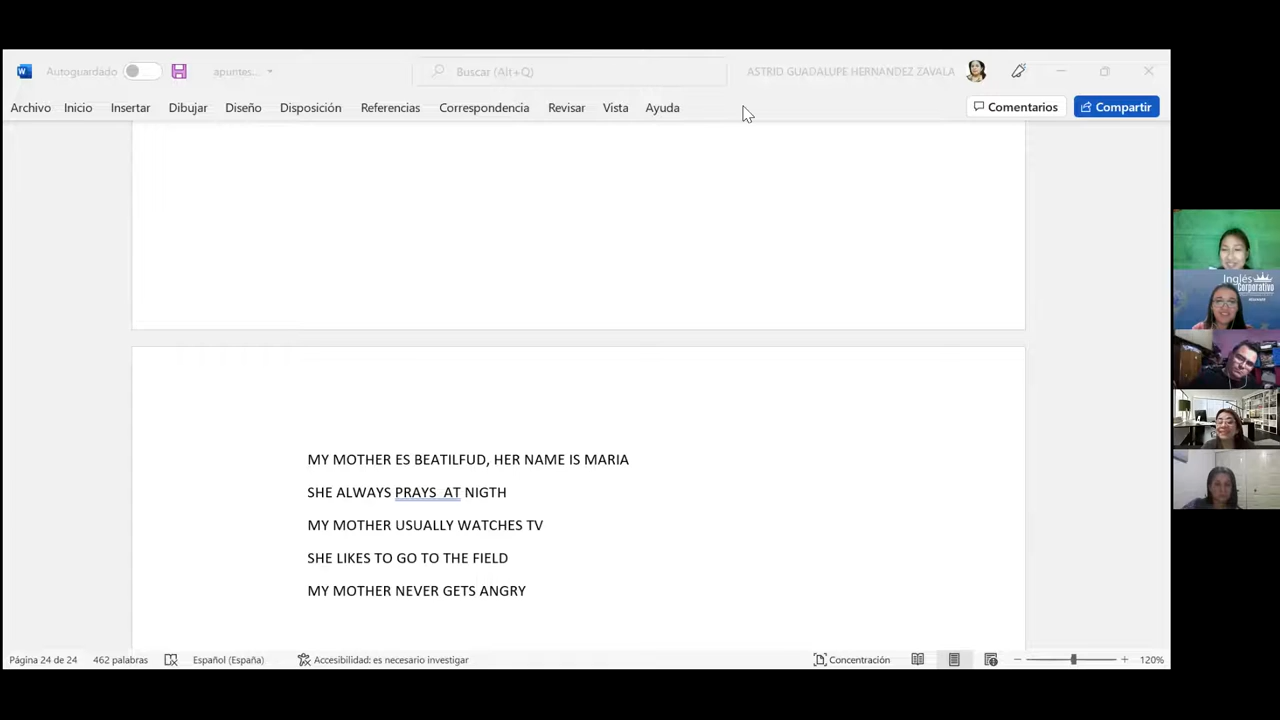 Autoguardado
apuntes...
Buscar (Alt+Q)
ASTRID GUADALUPE HERNANDEZ ZAVALA
Archivo Inicio Insertar Dibujar Diseño Disposición Referencias Correspondencia Revisar Vista Ayuda
Comentarios
Compartir
Inglés
Corporativo
MY MOTHER ES BEATILFUD, HER NAME IS MARIA
SHE ALWAYS PRAYS AT NIGTH
MY MOTHER USUALLY WATCHES TV
SHE LIKES TO GO TO THE FIELD
MY MOTHER NEVER GETS ANGRY
Página 24 de 24 462 palabras Español (España) Accesibilidad: es necesario investigar Concentración 120%